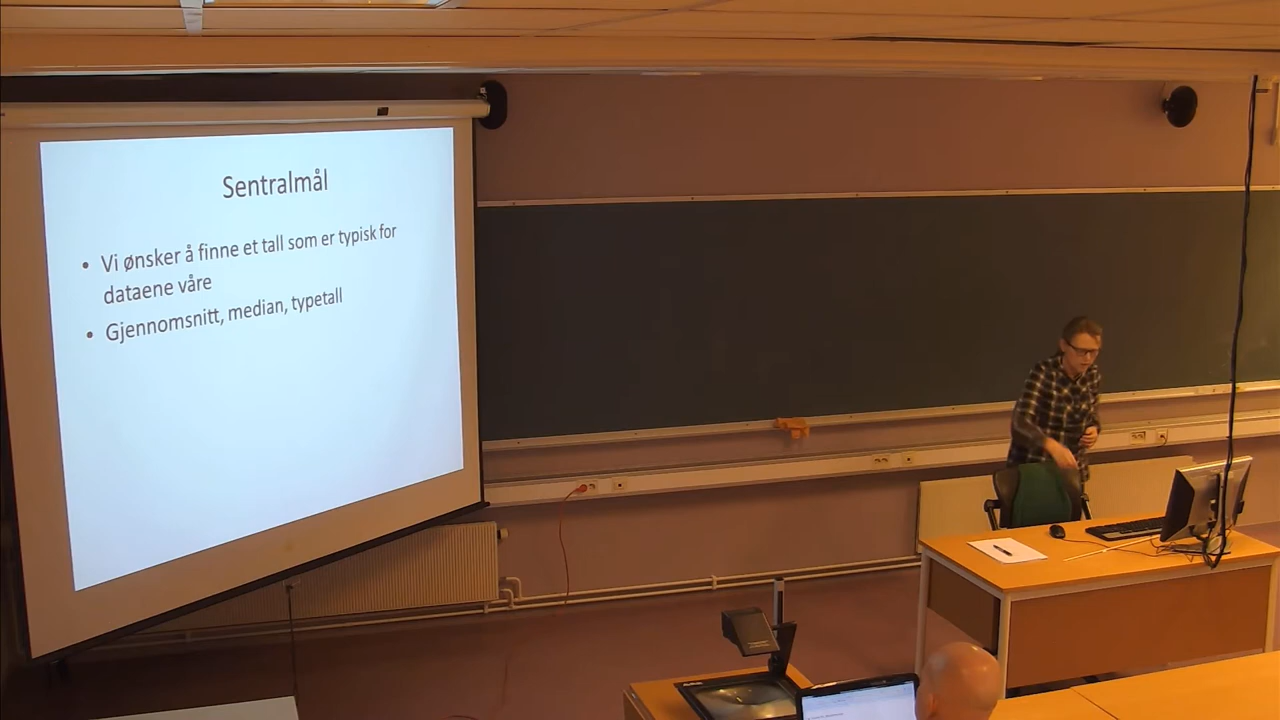 Sentralmål
• Vi ønsker å finne et tall som er typisk for
dataene våre
• Gjennomsnitt, median, typetall